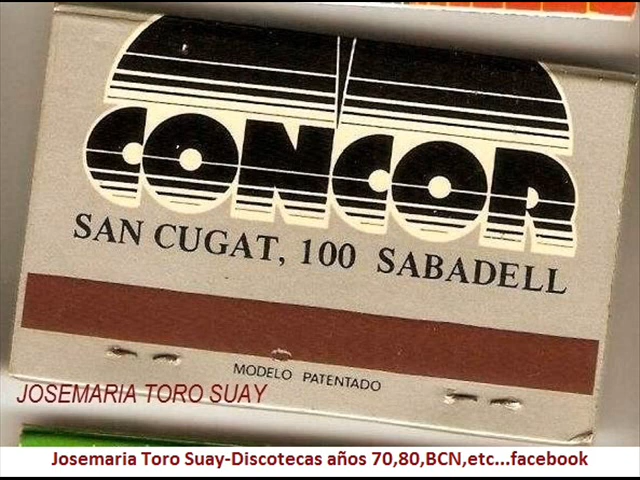 CONCOR
SAN CUGAT, 100 SABADELL
MODELO PATENTADO
JOSEMARIA TORO SUAY
Josemaria Toro Suay-Discotecas años 70,80,BCN,etc...facebook